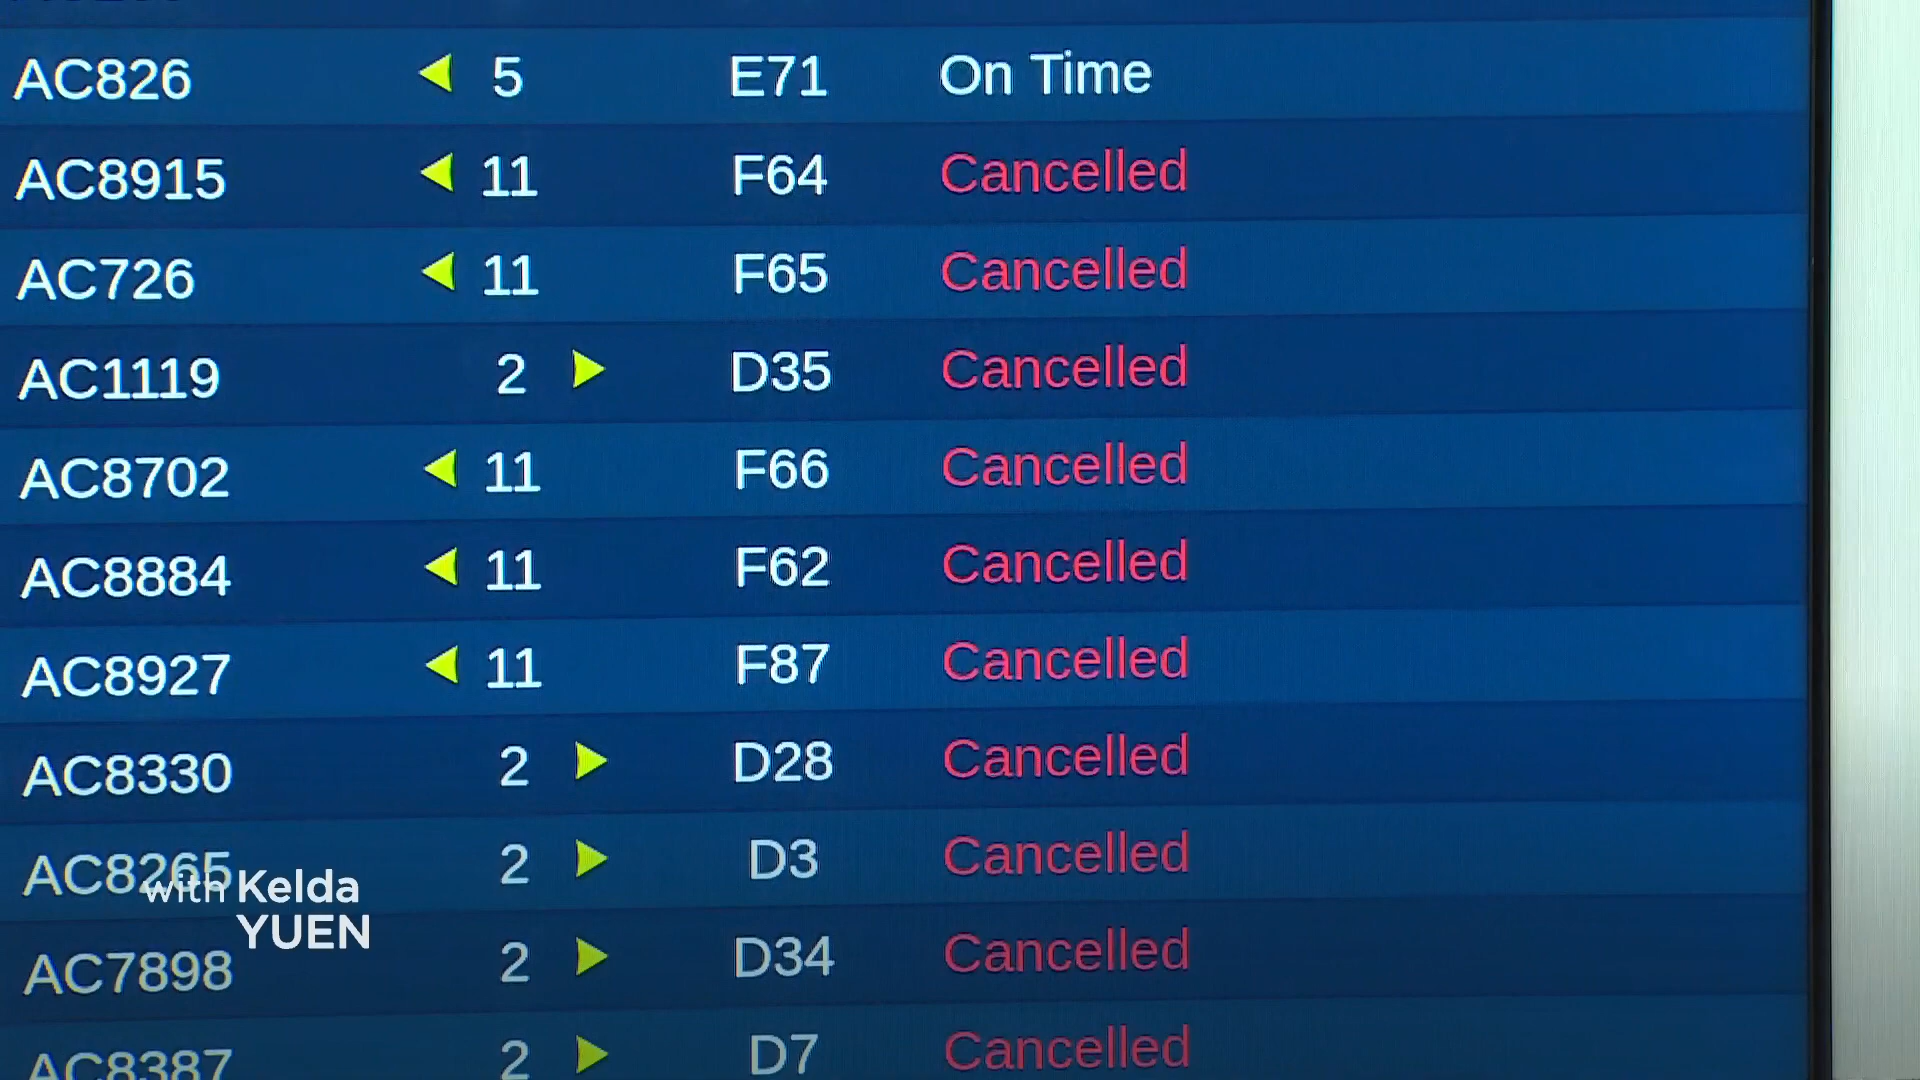 AC826 5 E71 On Time
AC8915 11 F64 Cancelled
AC726 11 F65 Cancelled
AC1119 2 D35 Cancelled
AC8702 11 F66 Cancelled
AC8884 11 F62 Cancelled
AC8927 11 F87 Cancelled
AC8330 2 D28 Cancelled
AC8265 2 D3 Cancelled
with Kelda
YUEN
AC7898 2 D34 Cancelled
AC8387 2 D7 Cancelled